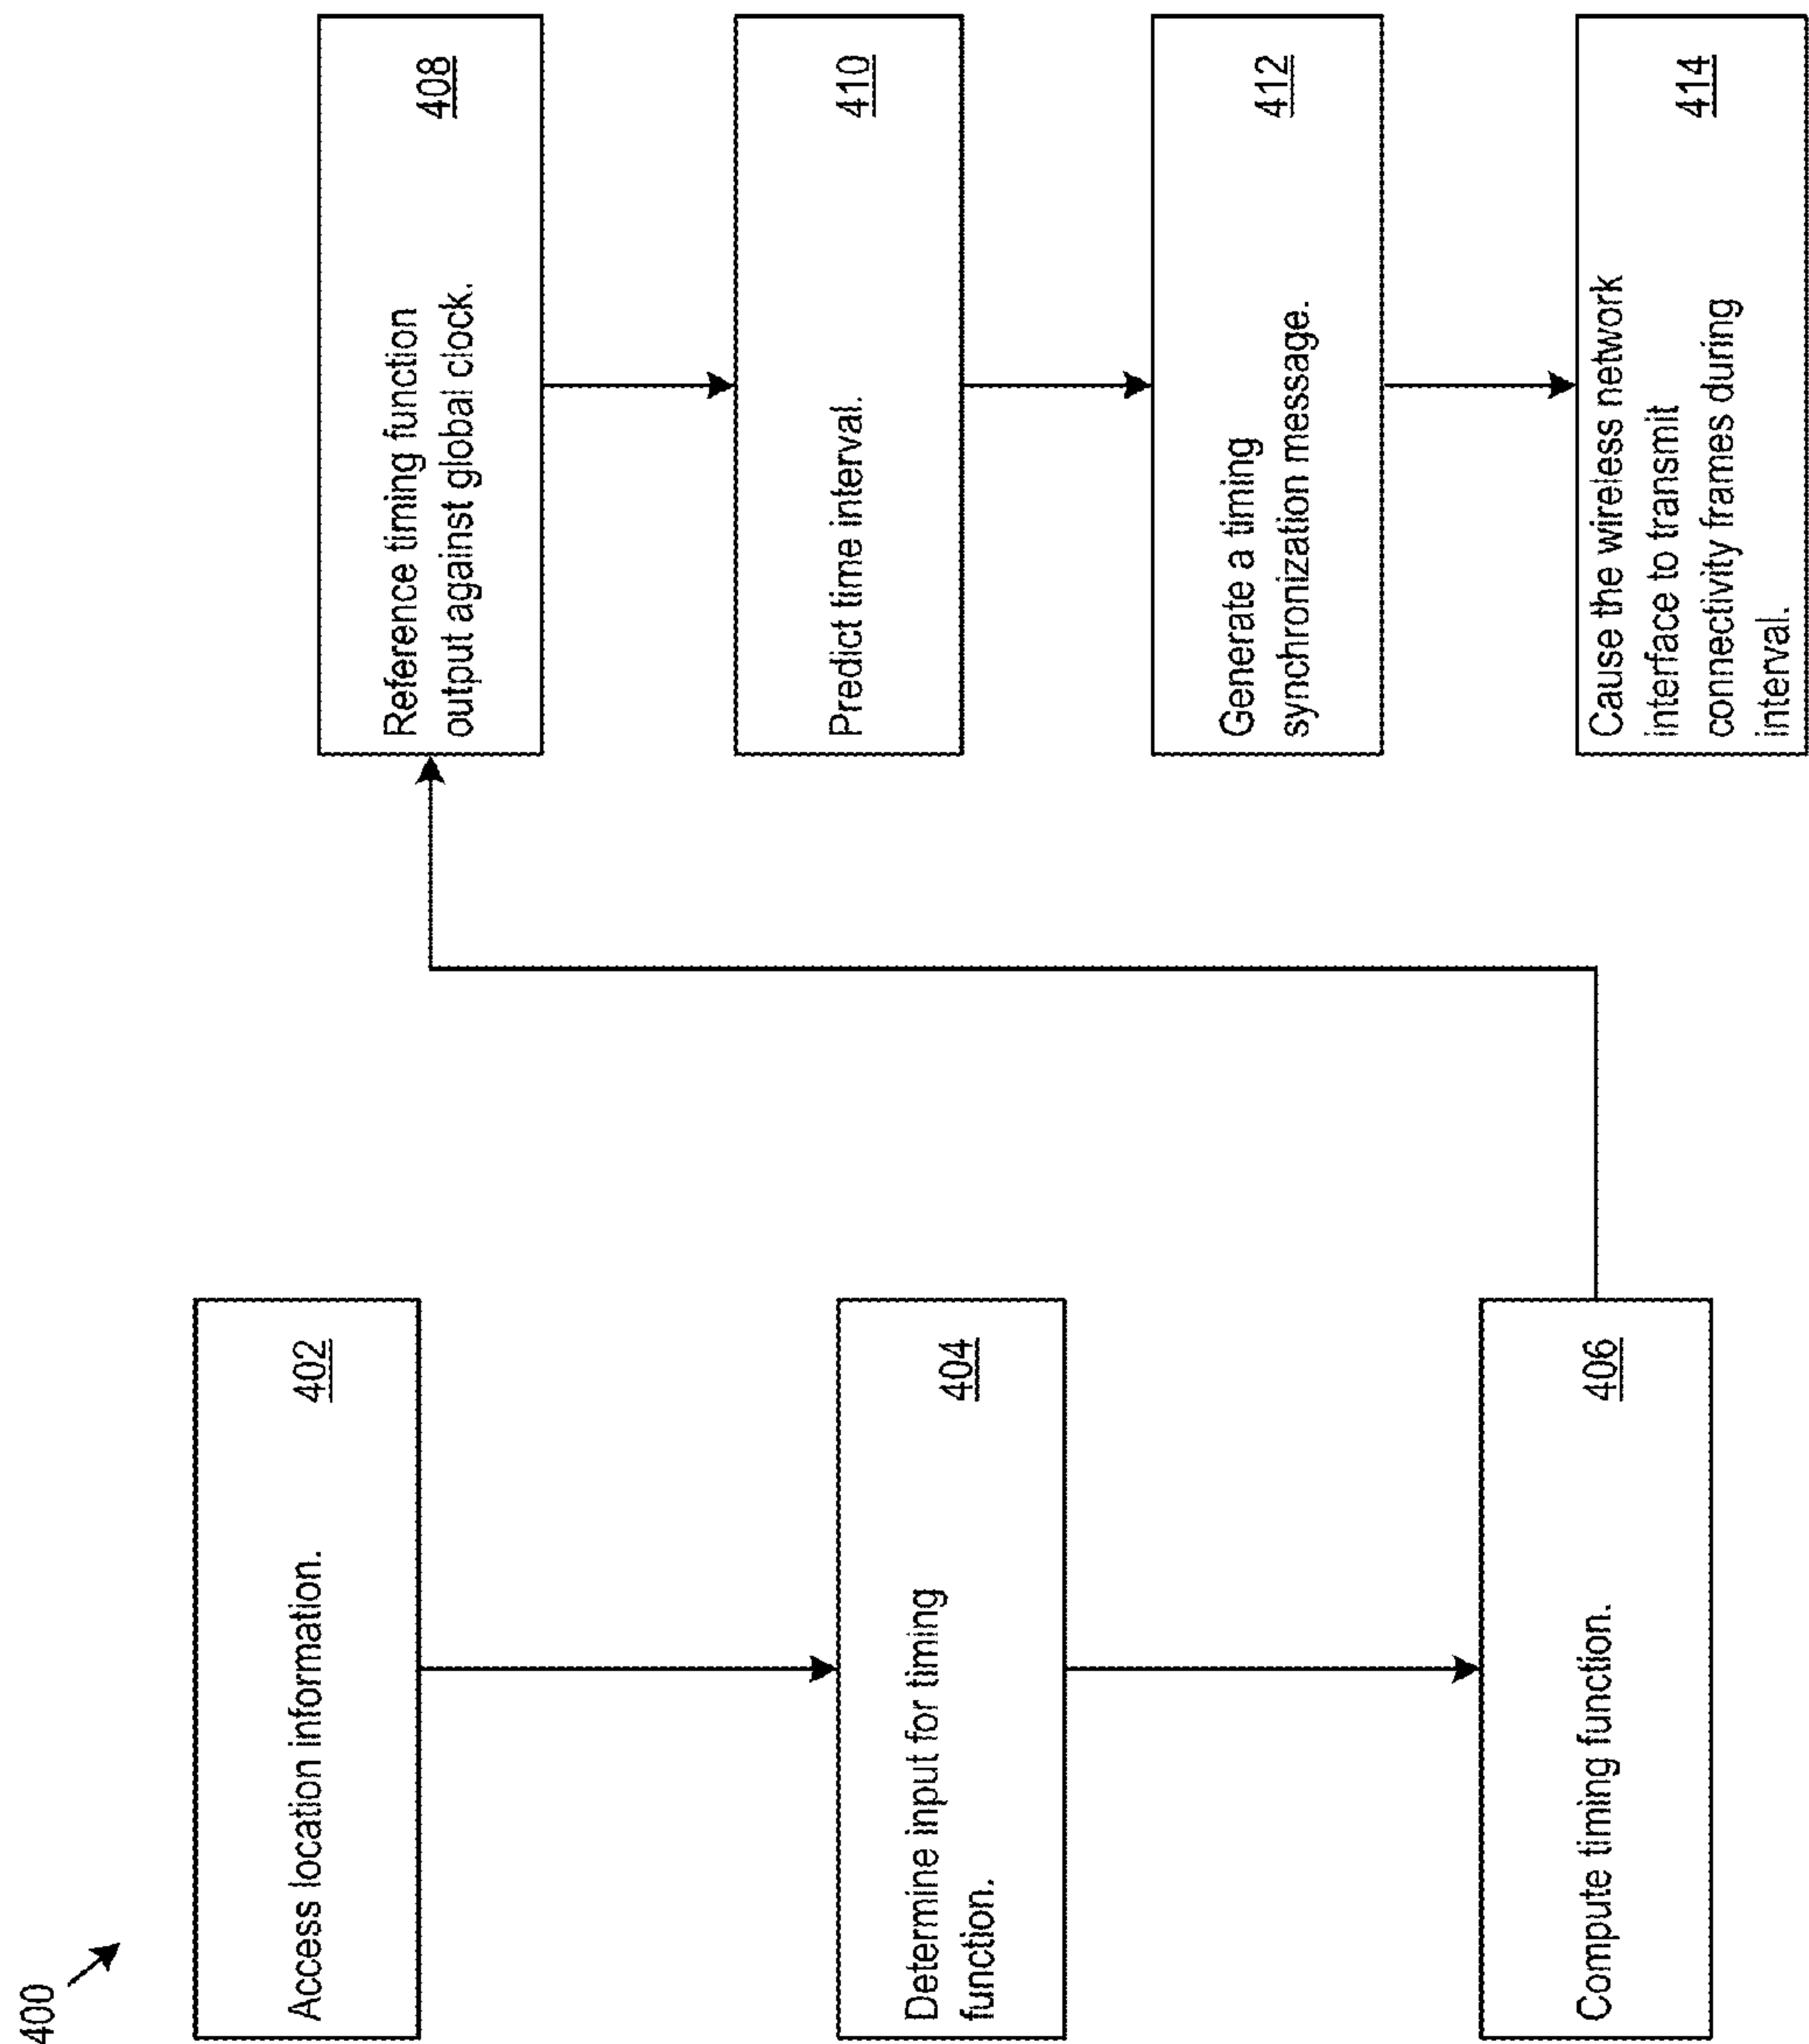 400
Access location information.
402
Determine input for timing
function.
404
Compute timing function.
406
Reference timing function
output against global clock.
408
Predict time interval.
410
Generate a timing
synchronization message.
412
Cause the wireless network
interface to transmit
connectivity frames during
interval.
414